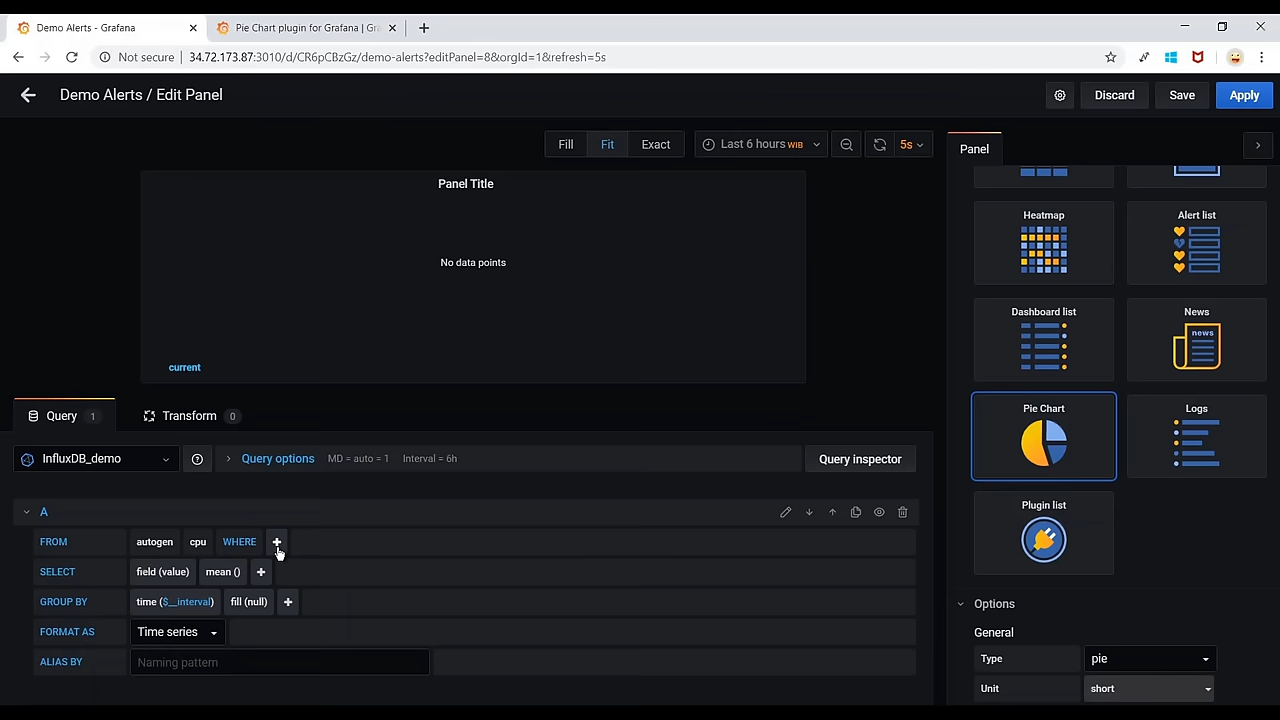 Demo Alerts - Grafana
Pie Chart plugin for Grafana | Gr
Not secure | 34.72.173.87:3010/d/CR6pCBzGz/demo-alerts?editPanel=8&orgId=1&refresh=5s
Demo Alerts / Edit Panel
Discard
Save
Apply
Fill
Fit
Exact
Last 6 hours WIB
5s
Panel
Panel Title
No data points
current
Heatmap
Alert list
Dashboard list
News
news
Pie Chart
Logs
Plugin list
Query 1
Transform 0
InfluxDB_demo
Query options MD = auto = 1 Interval = 6h
Query inspector
A
FROM autogen cpu WHERE +
SELECT field (value) mean () +
GROUP BY time ($__interval) fill (null) +
FORMAT AS Time series
ALIAS BY Naming pattern
Options
General
Type pie
Unit short